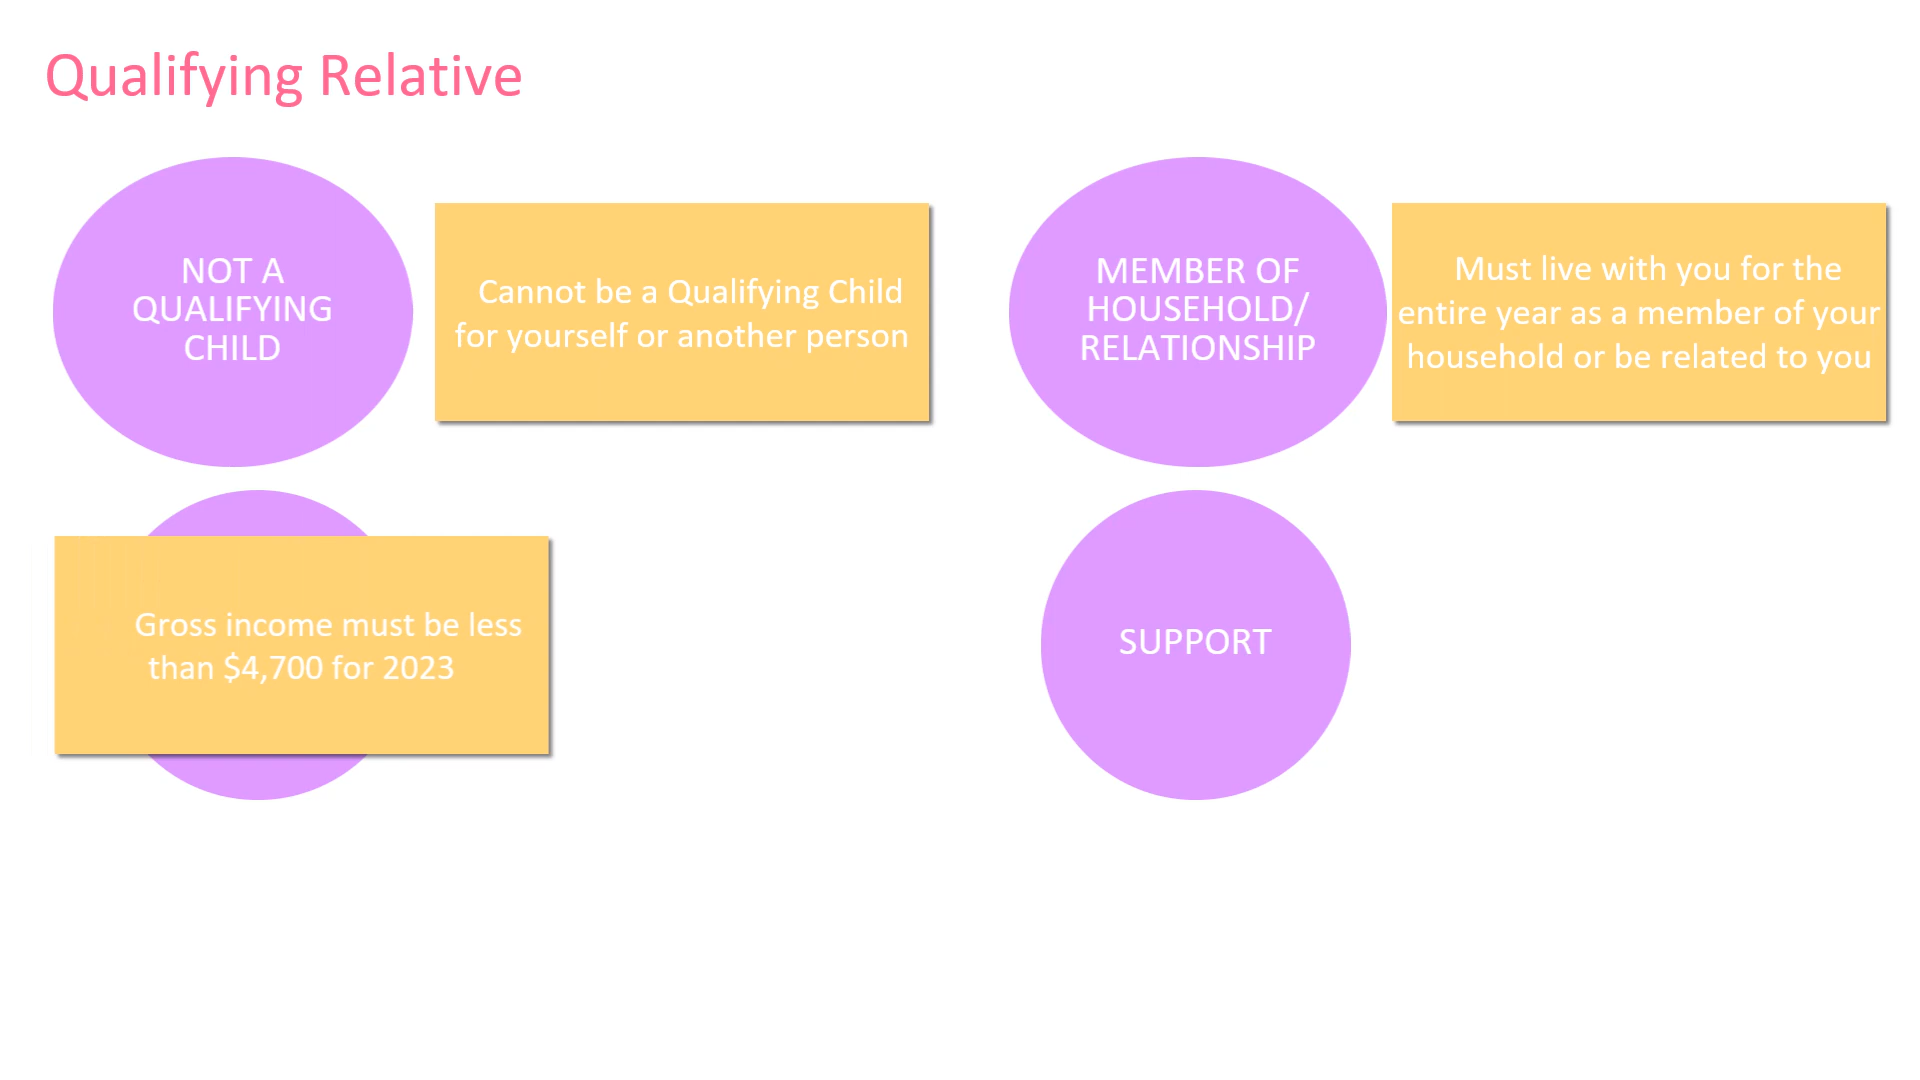 Qualifying Relative
NOT A
QUALIFYING
CHILD
Cannot be a Qualifying Child
for yourself or another person
MEMBER OF
HOUSEHOLD/
RELATIONSHIP
Must live with you for the
entire year as a member of your
household or be related to you
Gross income must be less
than $4,700 for 2023
SUPPORT